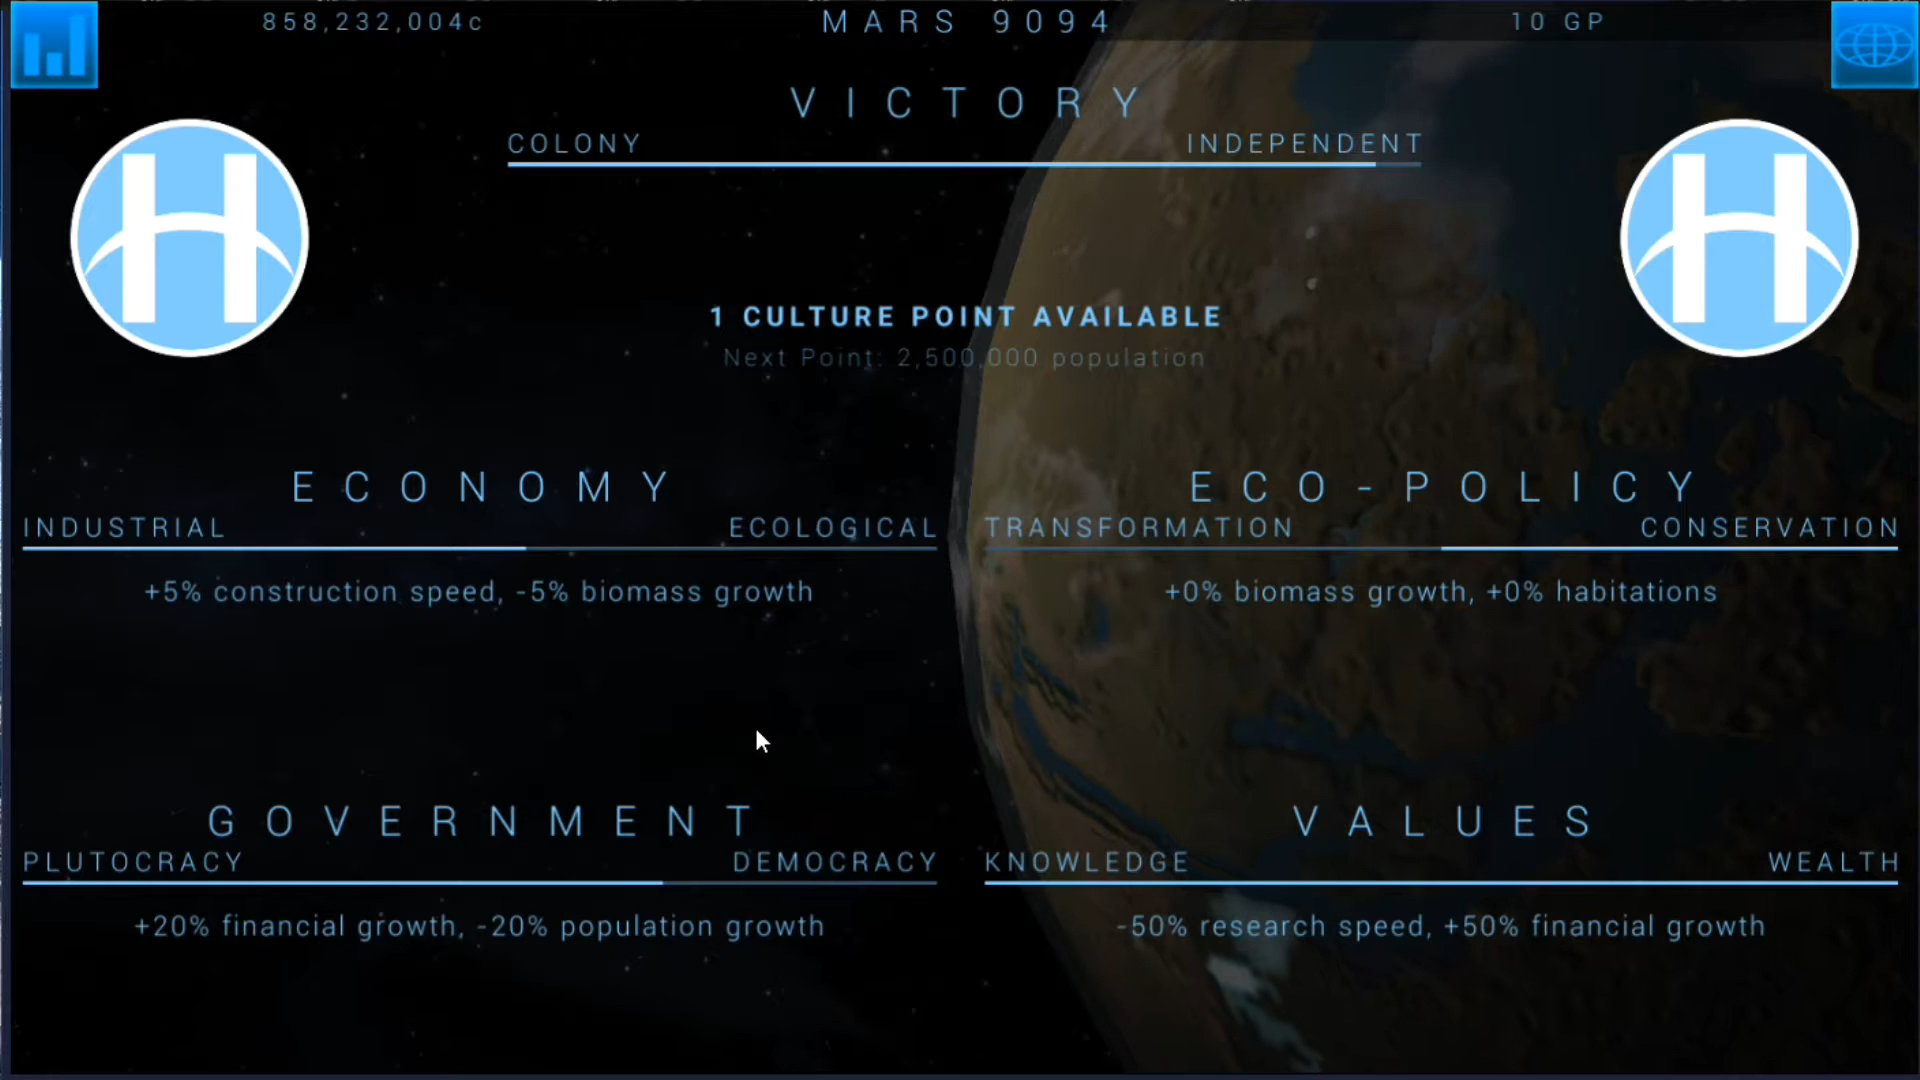 858,232,004c
MARS 9094
10 GP
VICTORY
COLONY
INDEPENDENT
H
H
1 CULTURE POINT AVAILABLE
Next Point: 2,500,000 population
ECONOMY
INDUSTRIAL
ECOLOGICAL
+5% construction speed, -5% biomass growth
ECO-POLICY
TRANSFORMATION
CONSERVATION
+0% biomass growth, +0% habitations
GOVERNMENT
PLUTOCRACY
DEMOCRACY
+20% financial growth, -20% population growth
VALUES
KNOWLEDGE
WEALTH
-50% research speed, +50% financial growth